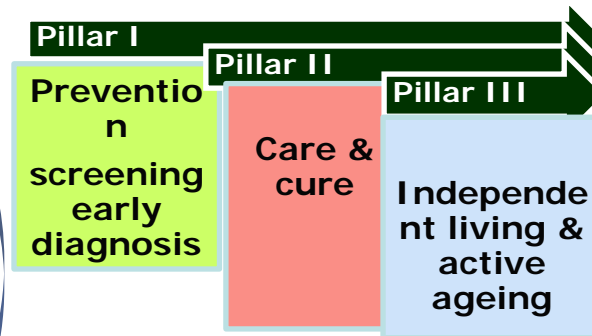 Pillar I
Preventio
n
screening
early
diagnosis
Pillar II
Care &
cure
Pillar III
Independe
nt living &
active
ageing